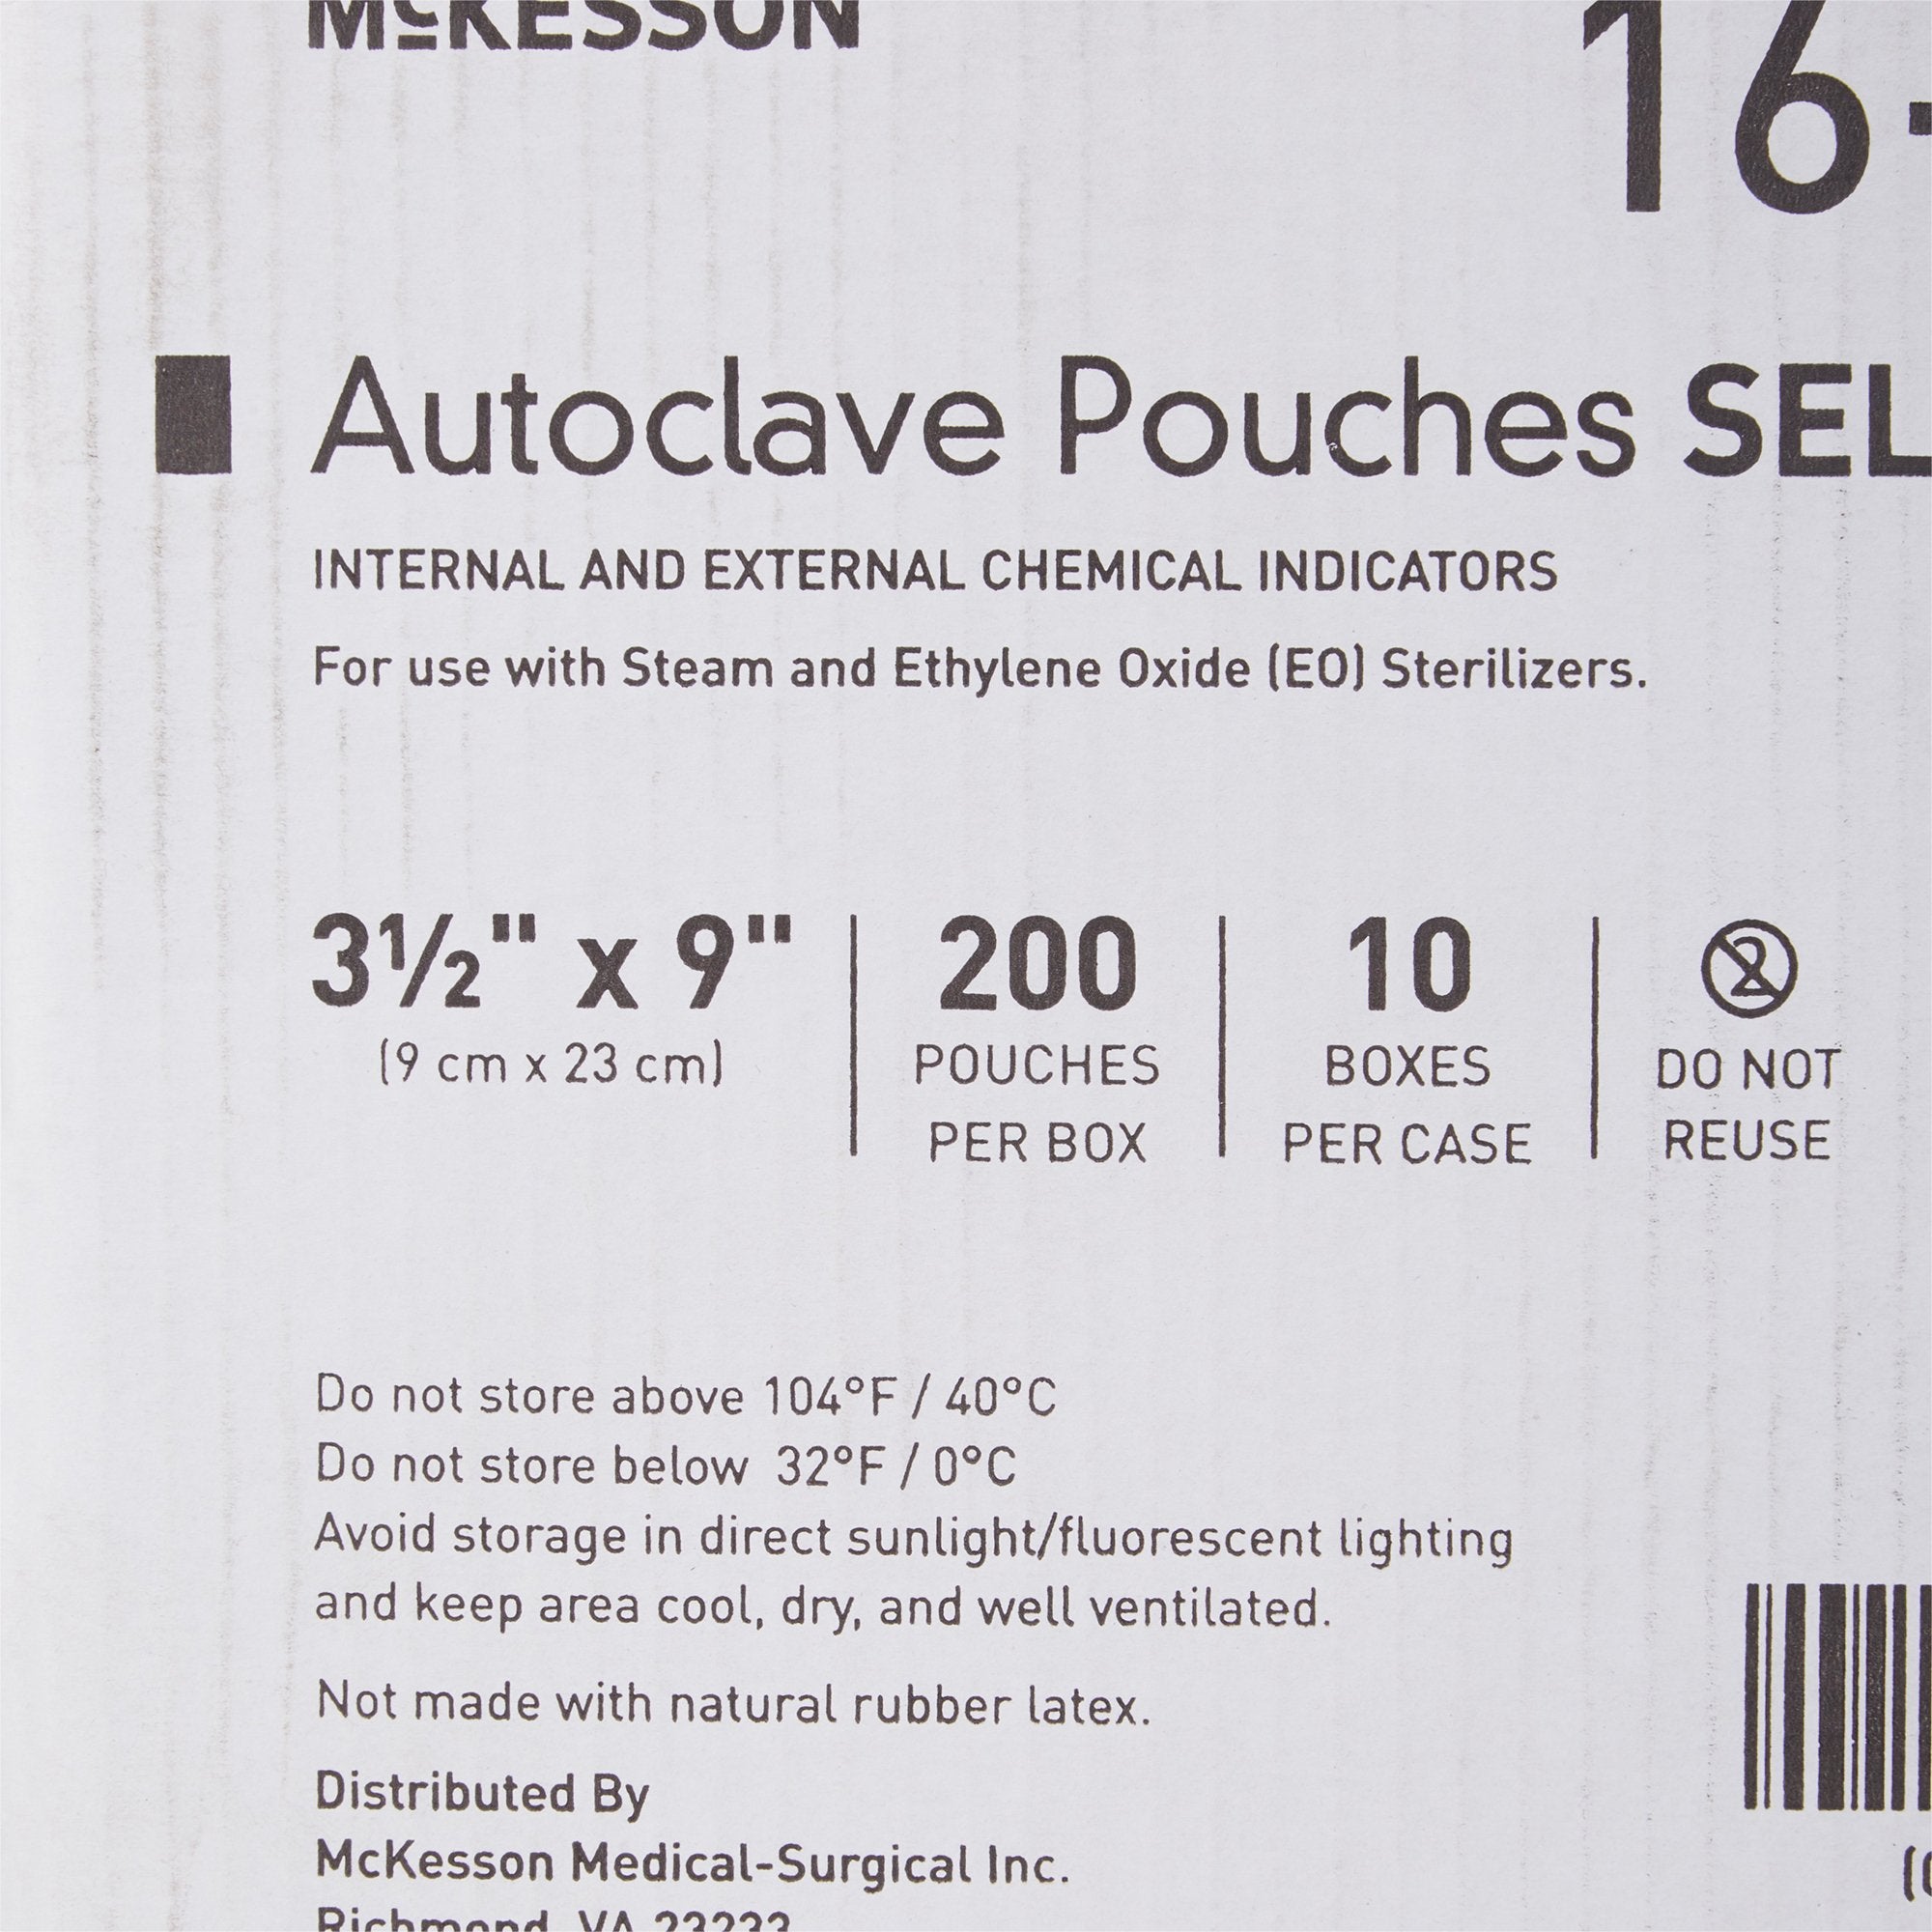 McKESSON
16-
Autoclave Pouches SEL
INTERNAL AND EXTERNAL CHEMICAL INDICATORS
For use with Steam and Ethylene Oxide (EO) Sterilizers.
3½" x 9"
(9 cm x 23 cm)
200
POUCHES
PER BOX
10
BOXES
PER CASE
2
DO NOT
REUSE
Do not store above 104°F / 40°C
Do not store below 32°F / 0°C
Avoid storage in direct sunlight/fluorescent lighting
and keep area cool, dry, and well ventilated.
Not made with natural rubber latex.
Distributed By
McKesson Medical-Surgical Inc.
Richmond, VA 23233